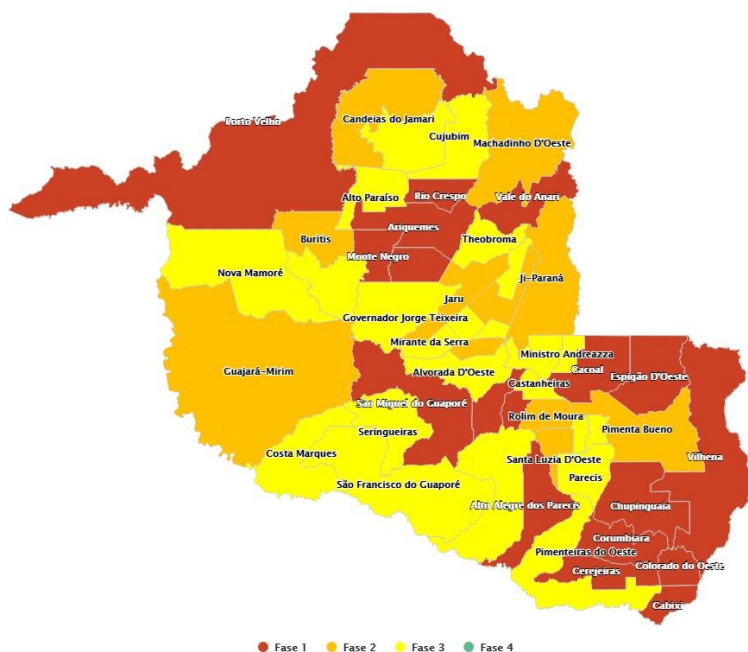 Porto Velho
Candeias do Jamari
Cujubim
Machadinho D'Oeste
Alto Paraíso
Rio Crespo
Vale do Anari
Ariquemes
Buritis
Theobroma
Monte Negro
Nova Mamoré
Ji-Paraná
Jaru
Governador Jorge Teixeira
Mirante da Serra
Ministro Andreazza
Guajará-Mirim
Alvorada D'Oeste
Cacoal
Espigão D'Oeste
Castanheiras
São Miguel do Guaporé
Rolim de Moura
Seringueiras
Pimenta Bueno
Costa Marques
Santa Luzia D'Oeste
Vilhena
Parecis
São Francisco do Guaporé
Alto Alegre dos Parecis
Chupinguaia
Corumbiara
Pimenteiras do Oeste
Colorado do Oeste
Cerejeiras
Cabixi
Fase 1 Fase 2 Fase 3 Fase 4